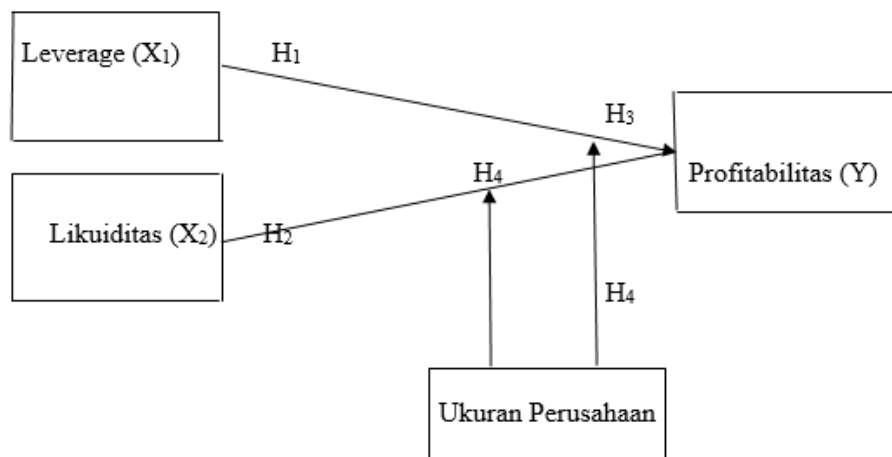 Leverage (X₁)
H₁
H₃
Profitabilitas (Y)
H₄
Likuiditas (X₂)
H₂
H₄
Ukuran Perusahaan